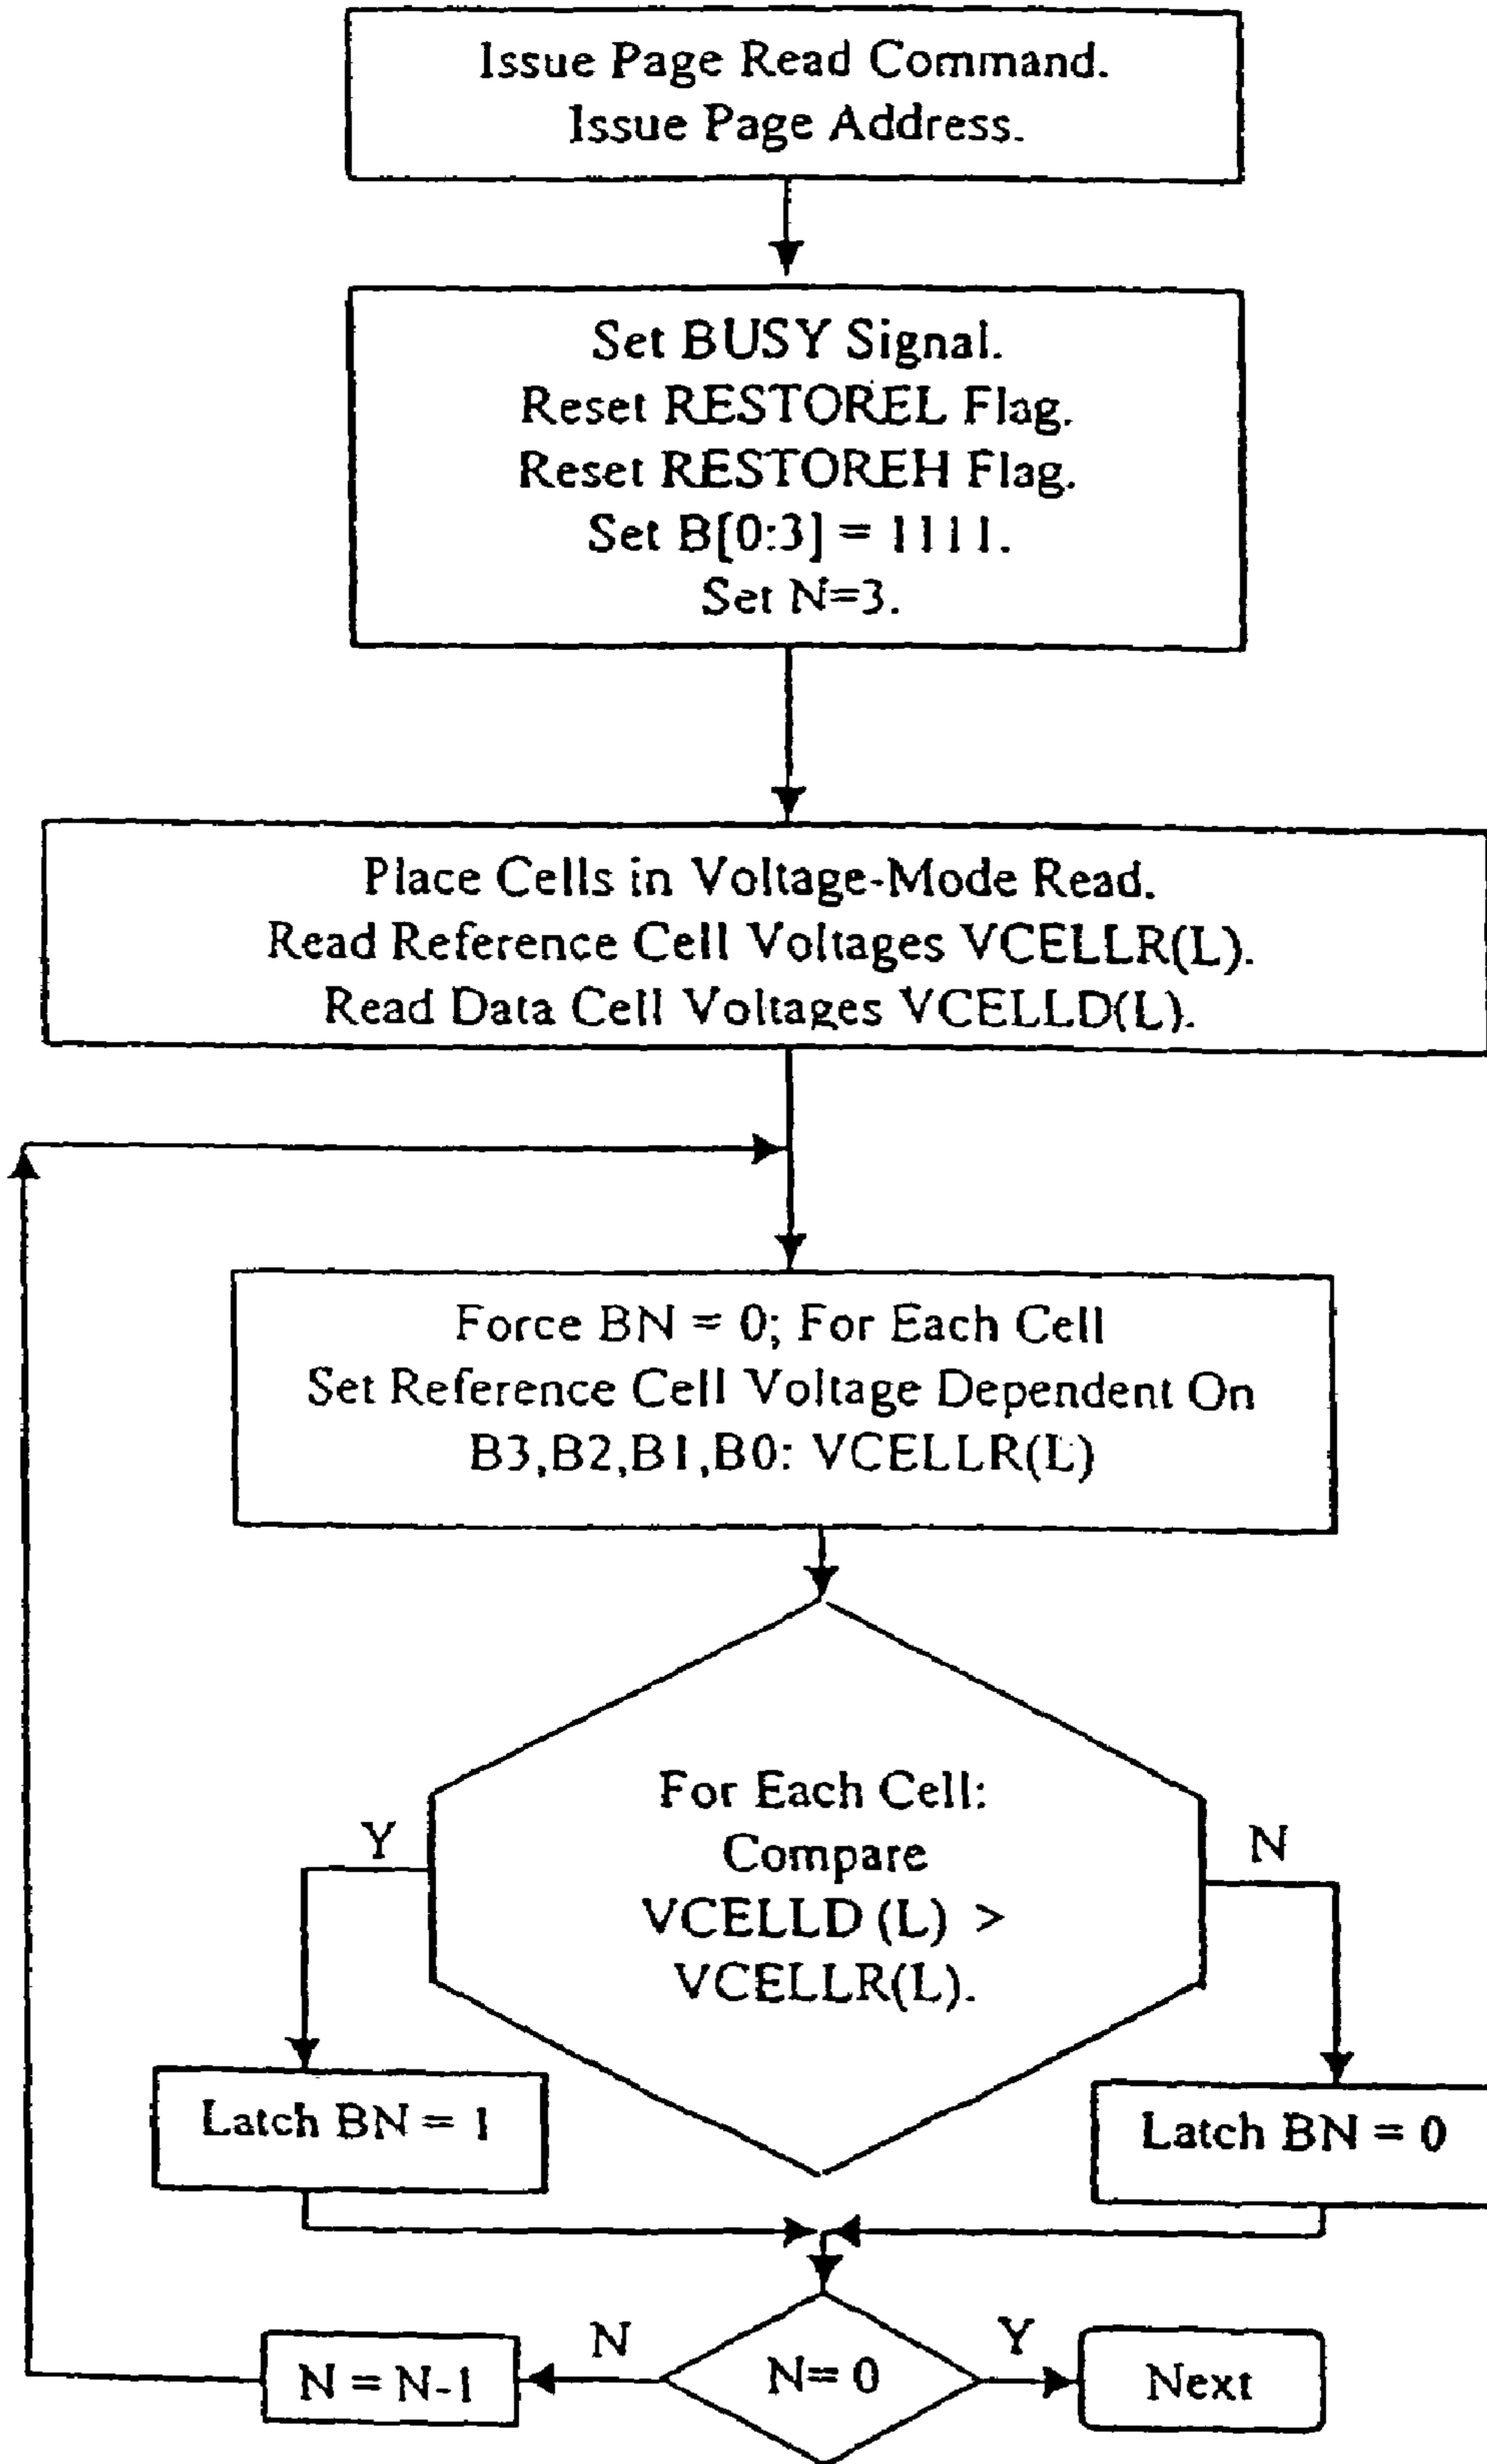 Issue Page Read Command.
Issue Page Address.
Set BUSY Signal.
Reset RESTOREL Flag.
Reset RESTOREH Flag.
Set B[0:3] = 1111.
Set N=3.
Place Cells in Voltage-Mode Read.
Read Reference Cell Voltages VCELLR(L).
Read Data Cell Voltages VCELLD(L).
Force BN = 0; For Each Cell
Set Reference Cell Voltage Dependent On
B3,B2,B1,B0: VCELLR(L)
For Each Cell:
Compare
VCELLD (L) >
VCELLR(L).
Y
N
Latch BN = 1
Latch BN = 0
N = N-1
N
N= 0
Y
Next